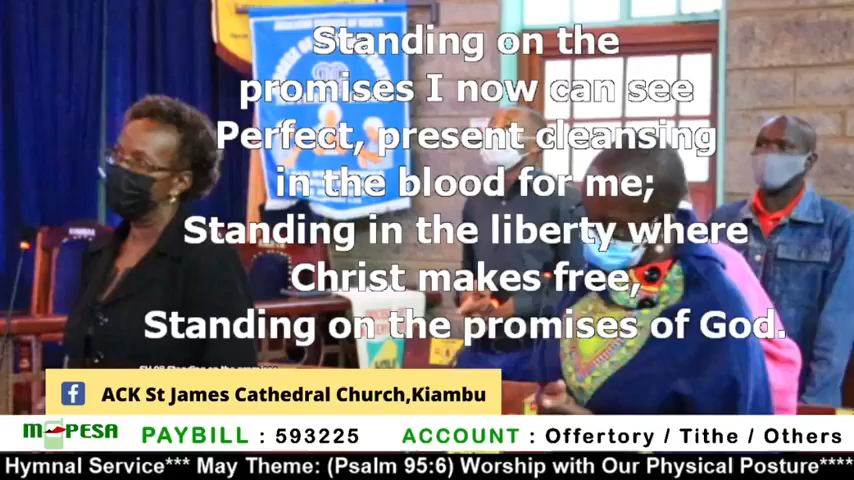 Standing on the
promises I now can see
Perfect, present cleansing
in the blood for me;
Standing in the liberty where
Christ makes free,
Standing on the promises of God.
ACK St James Cathedral Church,Kiambu
M-PESA PAYBILL : 593225 ACCOUNT : Offertory / Tithe / Others
Hymnal Service*** May Theme: (Psalm 95:6) Worship with Our Physical Posture****